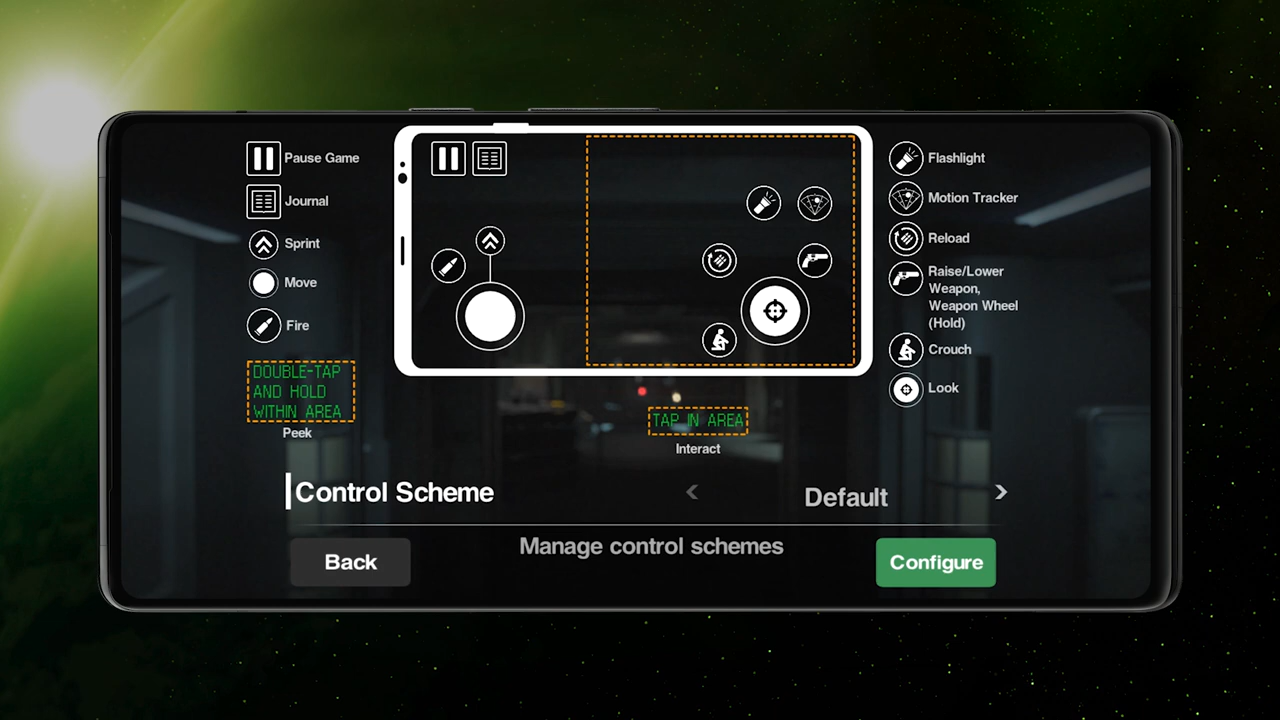 Pause Game
Journal
Sprint
Move
Fire
DOUBLE-TAP
AND HOLD
WITHIN AREA
Peek
TAP IN AREA
Interact
Flashlight
Motion Tracker
Reload
Raise/Lower
Weapon,
Weapon Wheel
(Hold)
Crouch
Look
Control Scheme
Default
Manage control schemes
Back
Configure